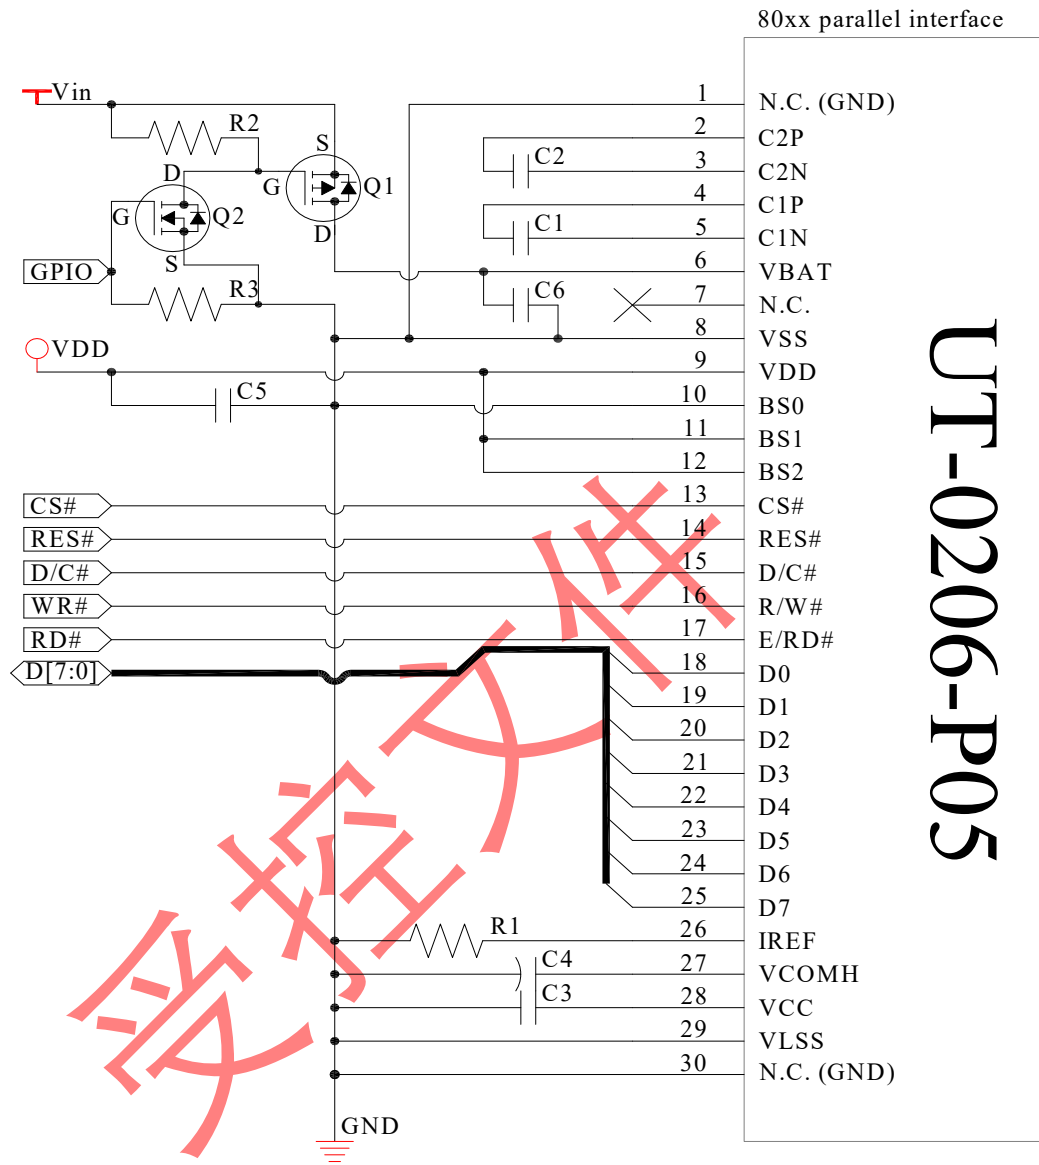 80xx parallel interface
Vin
R2
S
G
Q1
D
D
G
Q2
S
GPIO
R3
VDD
C5
CS#
RES#
D/C#
WR#
RD#
D[7:0]
C2
C1
C6
R1
C4
C3
GND
1 N.C. (GND)
2 C2P
3 C2N
4 C1P
5 C1N
6 VBAT
7 N.C.
8 VSS
9 VDD
10 BS0
11 BS1
12 BS2
13 CS#
14 RES#
15 D/C#
16 R/W#
17 E/RD#
18 D0
19 D1
20 D2
21 D3
22 D4
23 D5
24 D6
25 D7
26 IREF
27 VCOMH
28 VCC
29 VLSS
30 N.C. (GND)
UT-0206-P05
受控文件